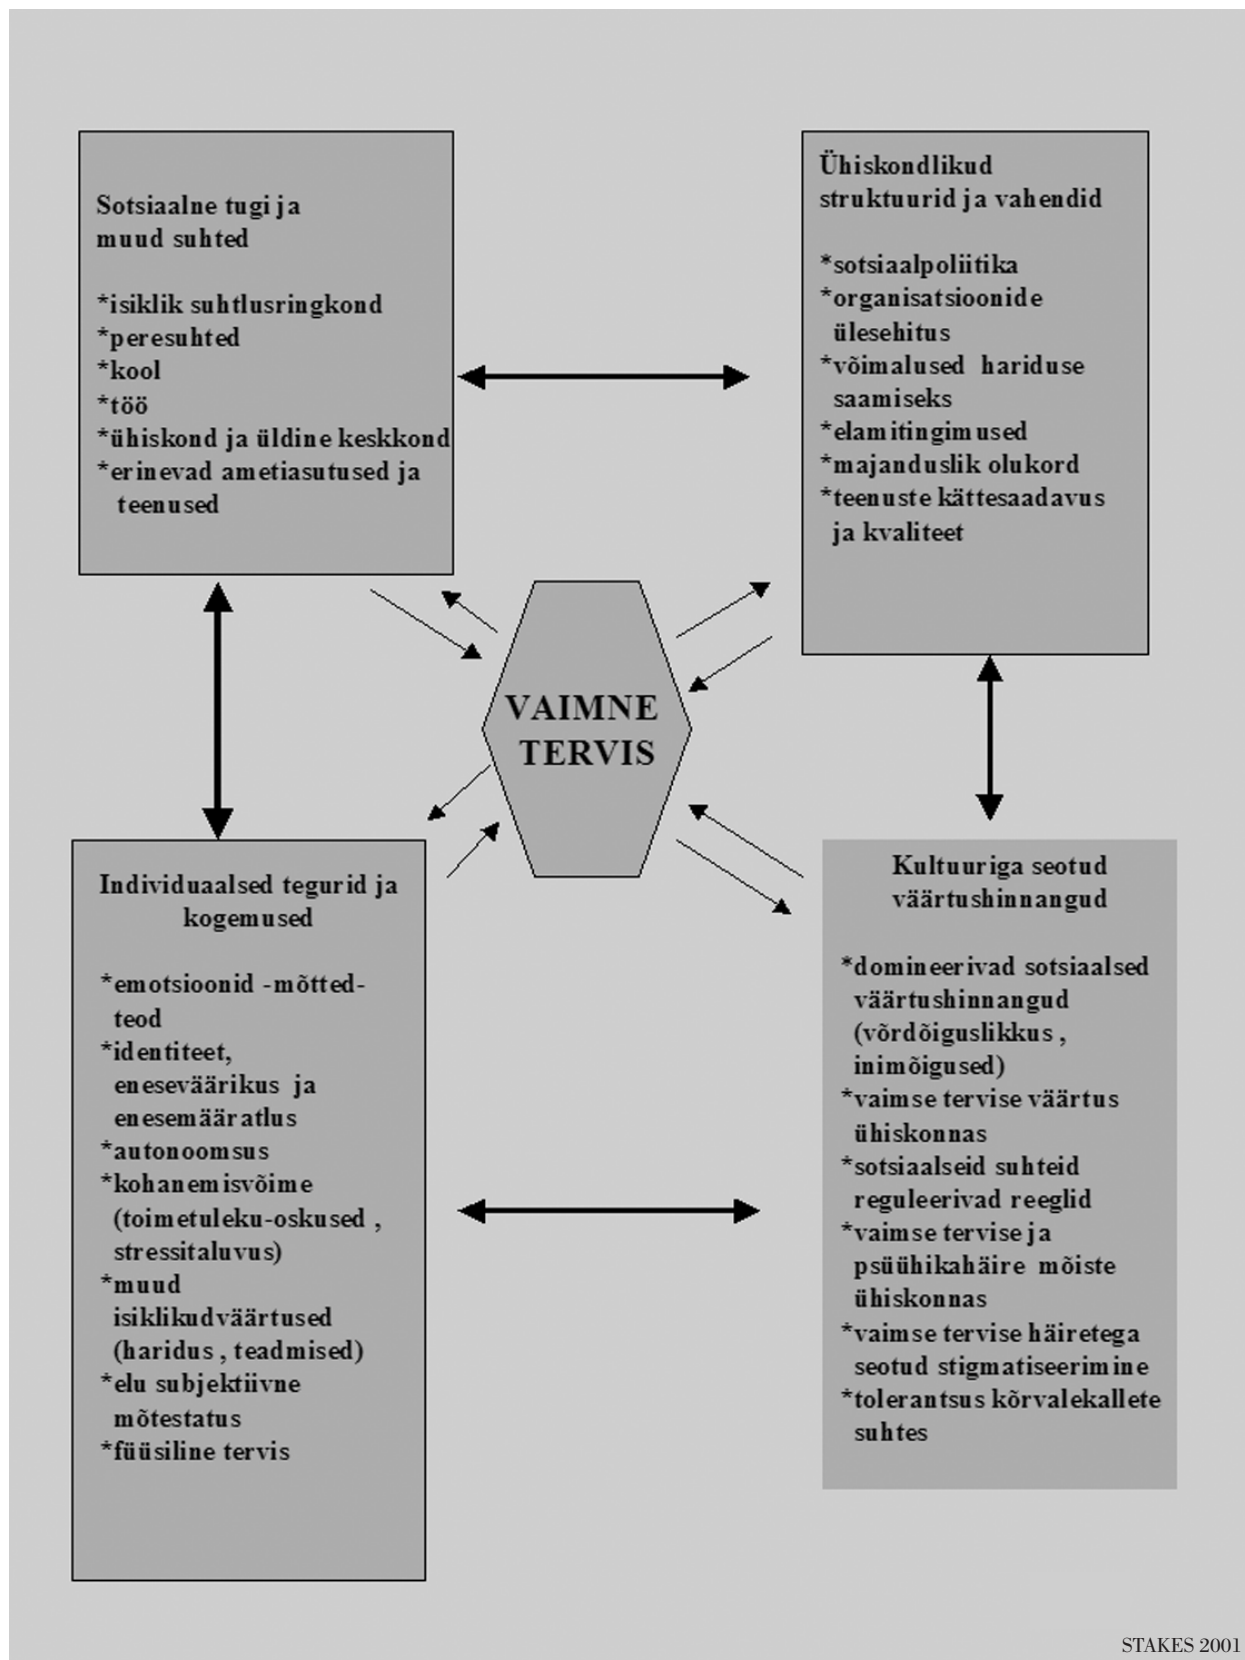 Sotsiaalne tugi ja
muud suhted
*isiklik suhtlusringkond
*peresuhted
*kool
*töö
*ühiskond ja üldine keskkond
*erinevad ametiasutused ja
teenused
Ühiskondlikud
struktuurid ja vahendid
*sotsiaalpoliitika
*organisatsioonide
ülesehitus
*võimalused hariduse
saamiseks
*elamitingimused
*majanduslik olukord
*teenuste kättesaadavus
ja kvaliteet
VAIMNE
TERVIS
Individuaalsed tegurid ja
kogemused
*emotsioonid -mõtted-
teod
*identiteet,
eneseväärikus ja
enesemääratlus
*autonoomsus
*kohanemisvõime
(toimetuleku-oskused ,
stressitaluvus)
*muud
isiklikudväärtused
(haridus , teadmised)
*elu subjektiivne
mõtestatus
*füüsiline tervis
Kultuuriga seotud
väärtushinnangud
*domineerivad sotsiaalsed
väärtushinnangud
(võrdõiguslikkus ,
inimõigused)
*vaimse tervise väärtus
ühiskonnas
*sotsiaalseid suhteid
reguleerivad reeglid
*vaimse tervise ja
psüühikahäire mõiste
ühiskonnas
*vaimse tervise häiretega
seotud stigmatiseerimine
*tolerantsus kõrvalekallete
suhtes
STAKES 2001